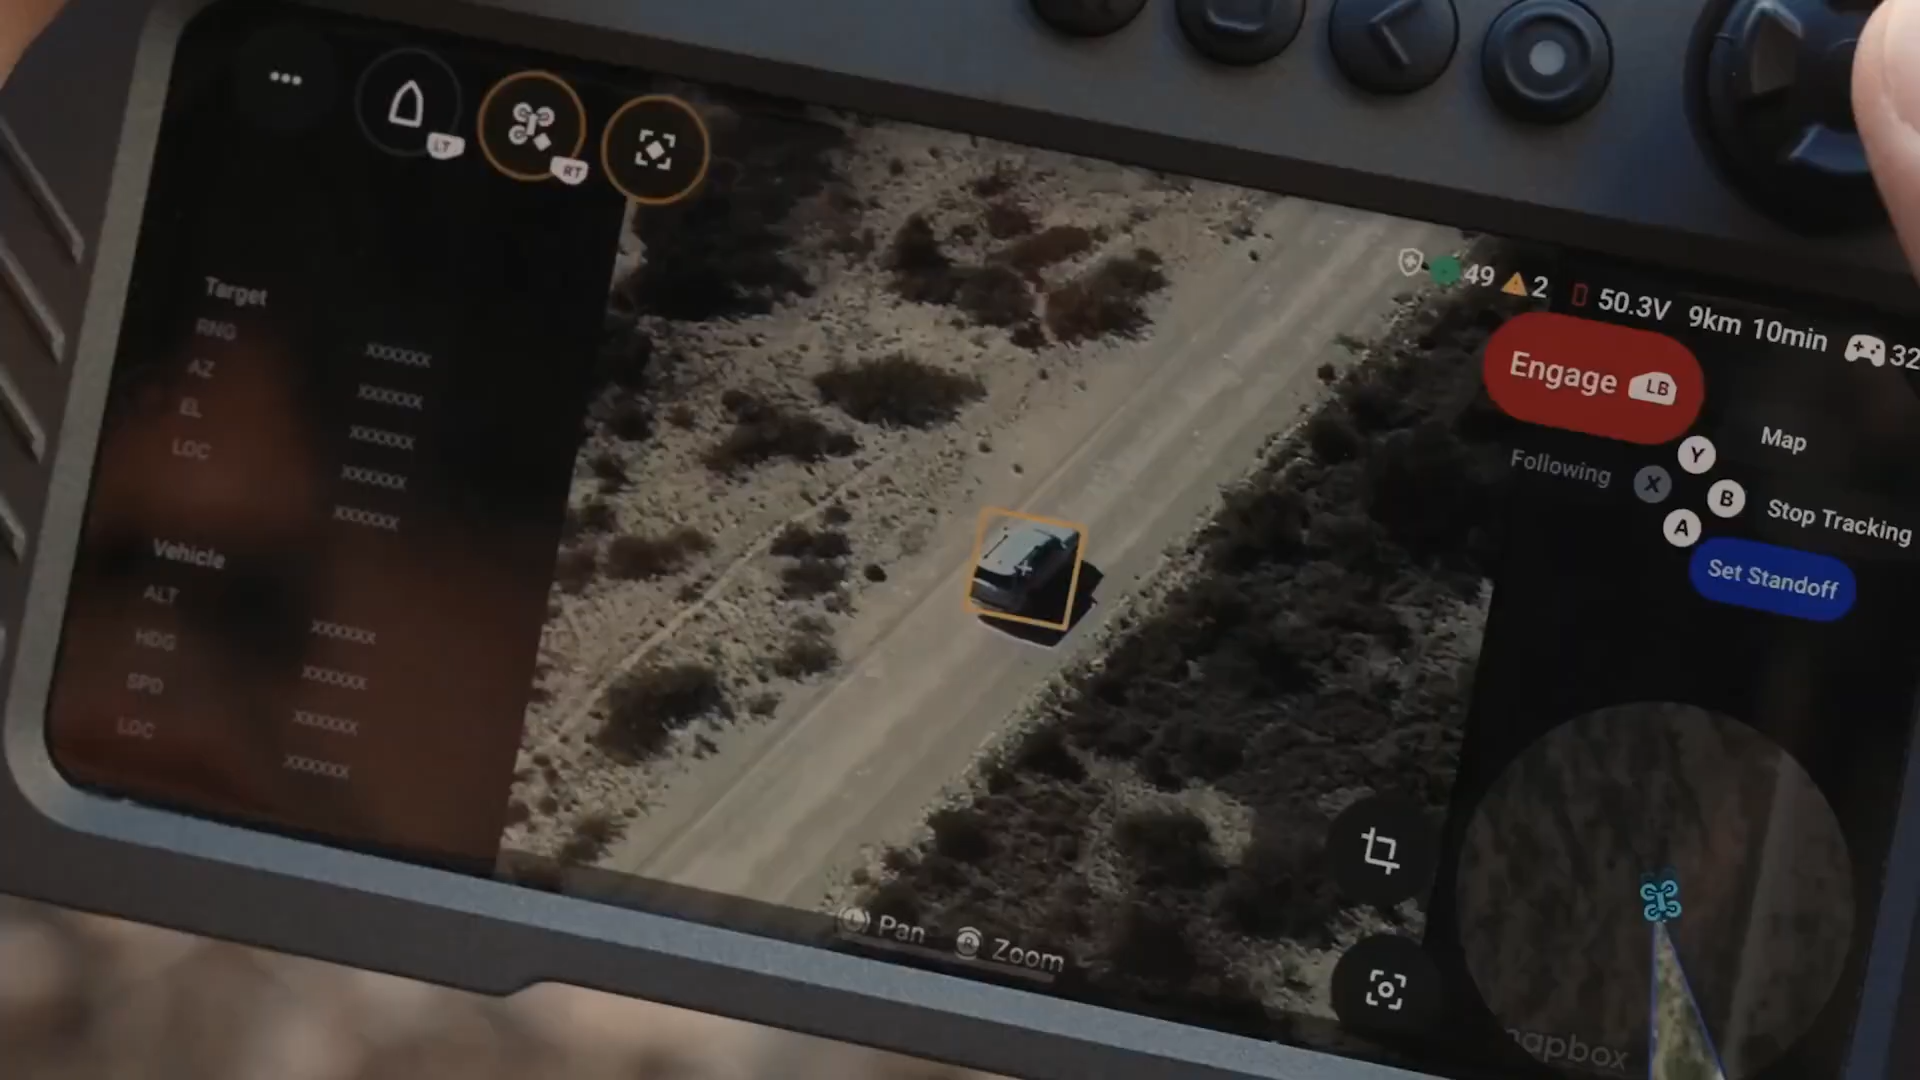 LT
RT
Target
RNG
XXXXXX
AZ
XXXXXX
EL
XXXXXX
LOC
XXXXXX
XXXXXX
Vehicle
ALT
XXXXXX
HDG
XXXXXX
SPD
XXXXXX
LOC
XXXXXX
49 2 50.3V 9km 10min 32
Engage LB
Map
Following X Y
B Stop Tracking
A
Set Standoff
L Pan R Zoom
mapbox